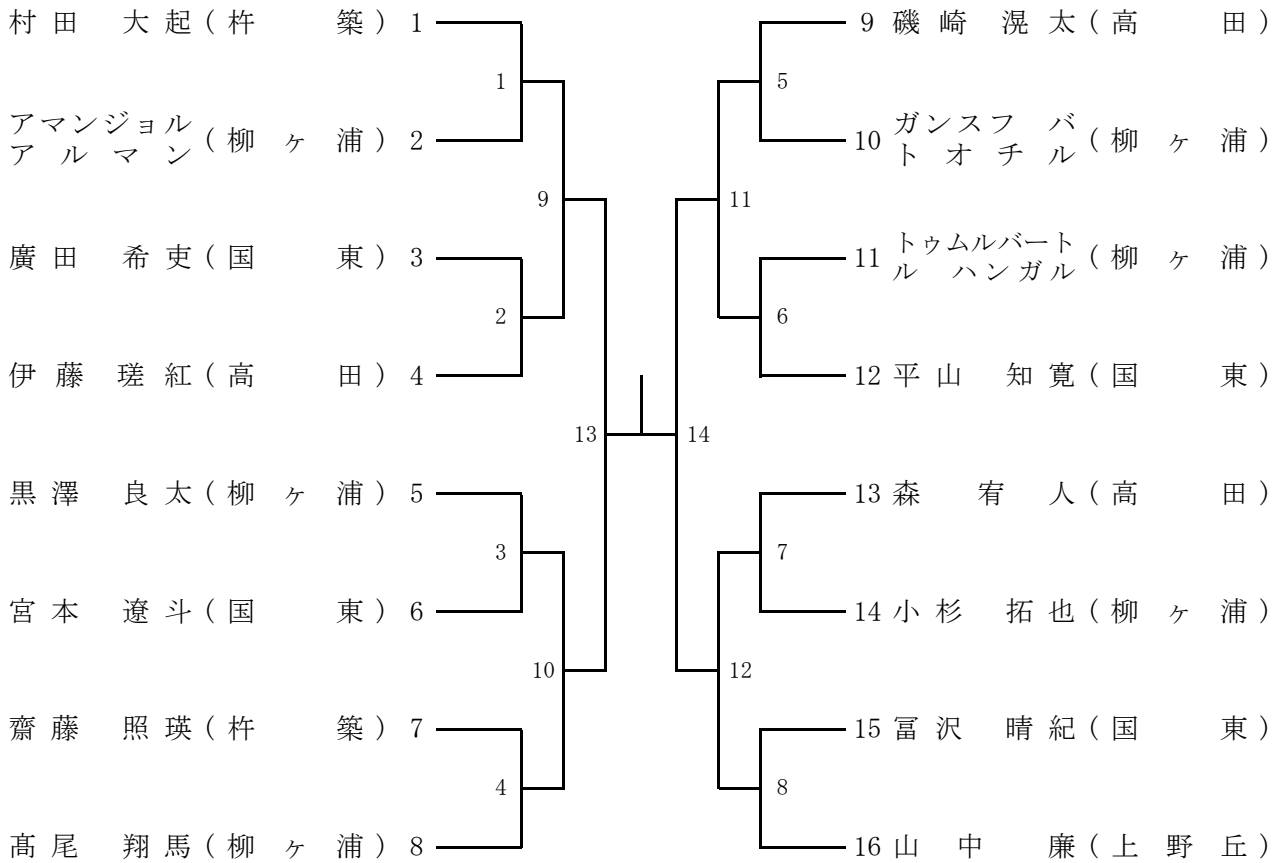 村田 大起(杵 築) 1
1
アマンジョル
アルマン(柳ヶ浦) 2
9
廣田 希吏(国 東) 3
2
伊藤 瑳紅(高 田) 4
13
黒澤 良太(柳ヶ浦) 5
3
宮本 遼斗(国 東) 6
10
齋藤 照瑛(杵 築) 7
4
髙尾 翔馬(柳ヶ浦) 8
9 磯崎 滉太(高 田)
5
10 ガンスフ バ
トオチル(柳ヶ浦)
11
11 トゥムルバート
ル ハンガル(柳ヶ浦)
6
12 平山 知寛(国 東)
14
13 森 宥人(高 田)
7
14 小杉 拓也(柳ヶ浦)
12
15 冨沢 晴紀(国 東)
8
16 山中 廉(上野丘)